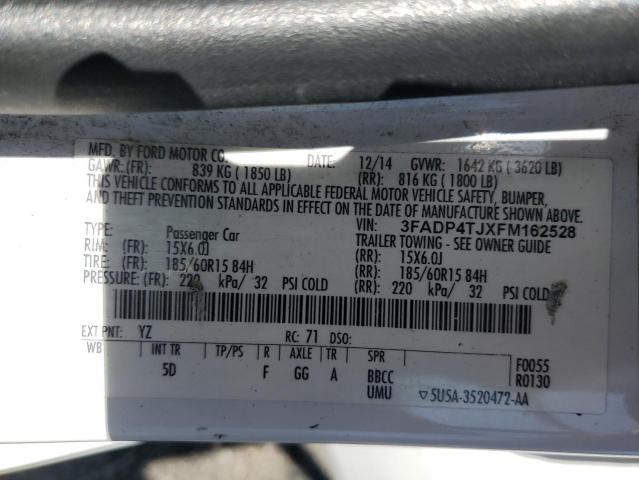 MFD. BY FORD MOTOR CO.
DATE: 12/14 GVWR: 1642 KG ( 3620 LB)
GAWR:(FR): 839 KG ( 1850 LB) (RR): 816 KG ( 1800 LB)
THIS VEHICLE CONFORMS TO ALL APPLICABLE FEDERAL MOTOR VEHICLE SAFETY, BUMPER,
AND THEFT PREVENTION STANDARDS IN EFFECT ON THE DATE OF MANUFACTURE SHOWN ABOVE.
VIN: 3FADP4TJXFM162528
TYPE: Passenger Car TRAILER TOWING - SEE OWNER GUIDE
RIM: (FR): 15X6.0J (RR): 15X6.0J
TIRE: (FR): 185/60R15 84H (RR): 185/60R15 84H
PRESSURE: (FR): 220 kPa/ 32 PSI COLD (RR): 220 kPa/ 32 PSI COLD
EXT PNT: YZ RC: 71 DSO:
WB INT TR TP/PS R AXLE TR SPR F0055
5D F GG A BBCC R0130
UMU ▽5U5A-3520472-AA